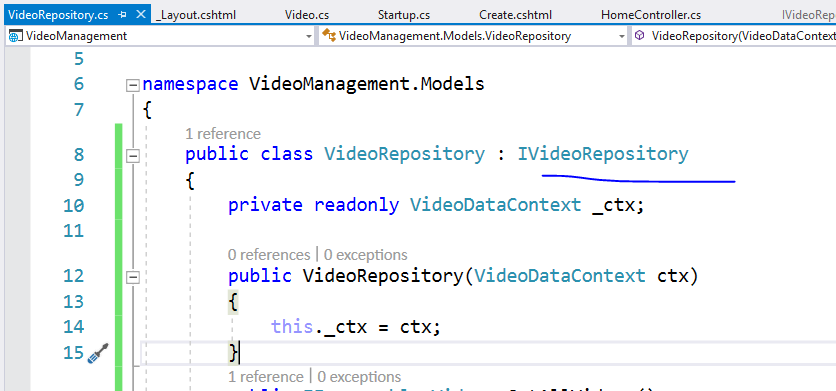 VideoRepository.cs _Layout.cshtml Video.cs Startup.cs Create.cshtml HomeController.cs IVideoRep
VideoManagement VideoManagement.Models.VideoRepository VideoRepository(VideoDataContext
5
6 namespace VideoManagement.Models
7 {
1 reference
8 public class VideoRepository : IVideoRepository
9 {
10 private readonly VideoDataContext _ctx;
11
0 references | 0 exceptions
12 public VideoRepository(VideoDataContext ctx)
13 {
14 this._ctx = ctx;
15 }
1 reference | 0 exceptions